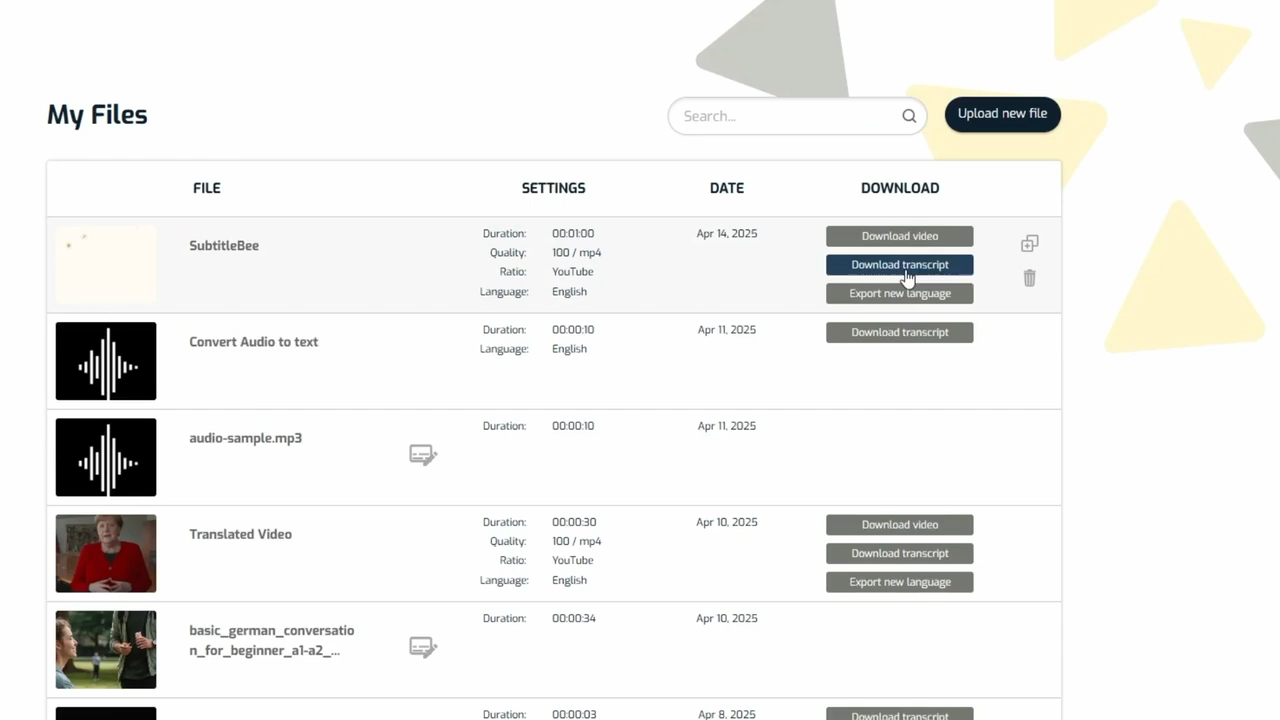 My Files
Search...
Upload new file
FILE SETTINGS DATE DOWNLOAD
SubtitleBee
Duration: 00:01:00
Quality: 100 / mp4
Ratio: YouTube
Language: English
Apr 14, 2025
Download video
Download transcript
Export new language
Convert Audio to text
Duration: 00:00:10
Language: English
Apr 11, 2025
Download transcript
audio-sample.mp3
Duration: 00:00:10
Apr 11, 2025
Translated Video
Duration: 00:00:30
Quality: 100 / mp4
Ratio: YouTube
Language: English
Apr 10, 2025
Download video
Download transcript
Export new language
basic_german_conversatio
n_for_beginner_a1-a2_...
Duration: 00:00:34
Apr 10, 2025
Duration: 00:00:03
Apr 8, 2025
Download transcript